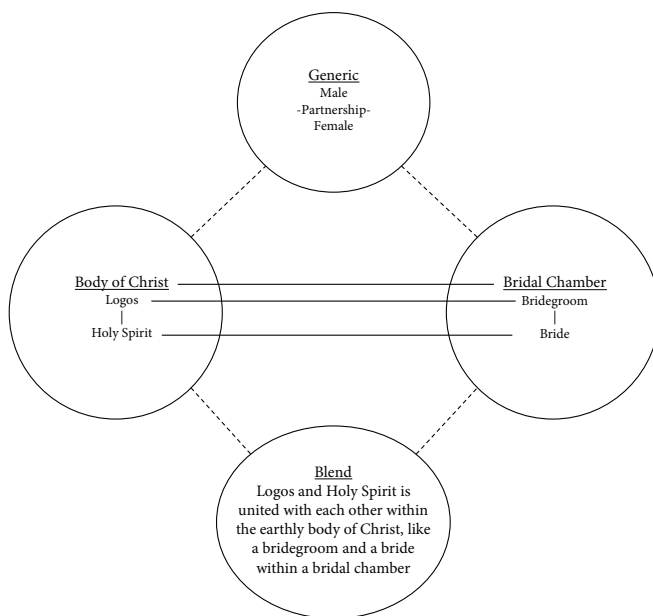 Generic
Male
-Partnership-
Female
Body of Christ
Logos
Holy Spirit
Bridal Chamber
Bridegroom
Bride
Blend
Logos and Holy Spirit is
united with each other within
the earthly body of Christ, like
a bridegroom and a bride
within a bridal chamber